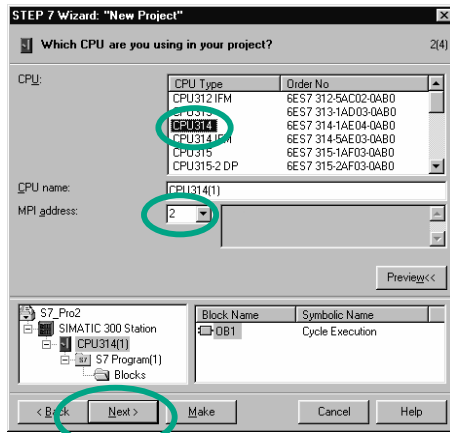 STEP 7 Wizard: "New Project"
Which CPU are you using in your project? 2(4)
CPU:
CPU Type Order No
CPU312 IFM 6ES7 312-5AC02-0AB0
CPU313 6ES7 313-1AD03-0AB0
CPU314 6ES7 314-1AE04-0AB0
CPU314 IFM 6ES7 314-5AE03-0AB0
CPU315 6ES7 315-1AF03-0AB0
CPU315-2 DP 6ES7 315-2AF03-0AB0
CPU name: CPU314(1)
MPI address: 2
Preview<<
S7_Pro2
SIMATIC 300 Station
CPU314(1)
S7 Program(1)
Blocks
Block Name Symbolic Name
OB1 Cycle Execution
< Back Next > Make Cancel Help